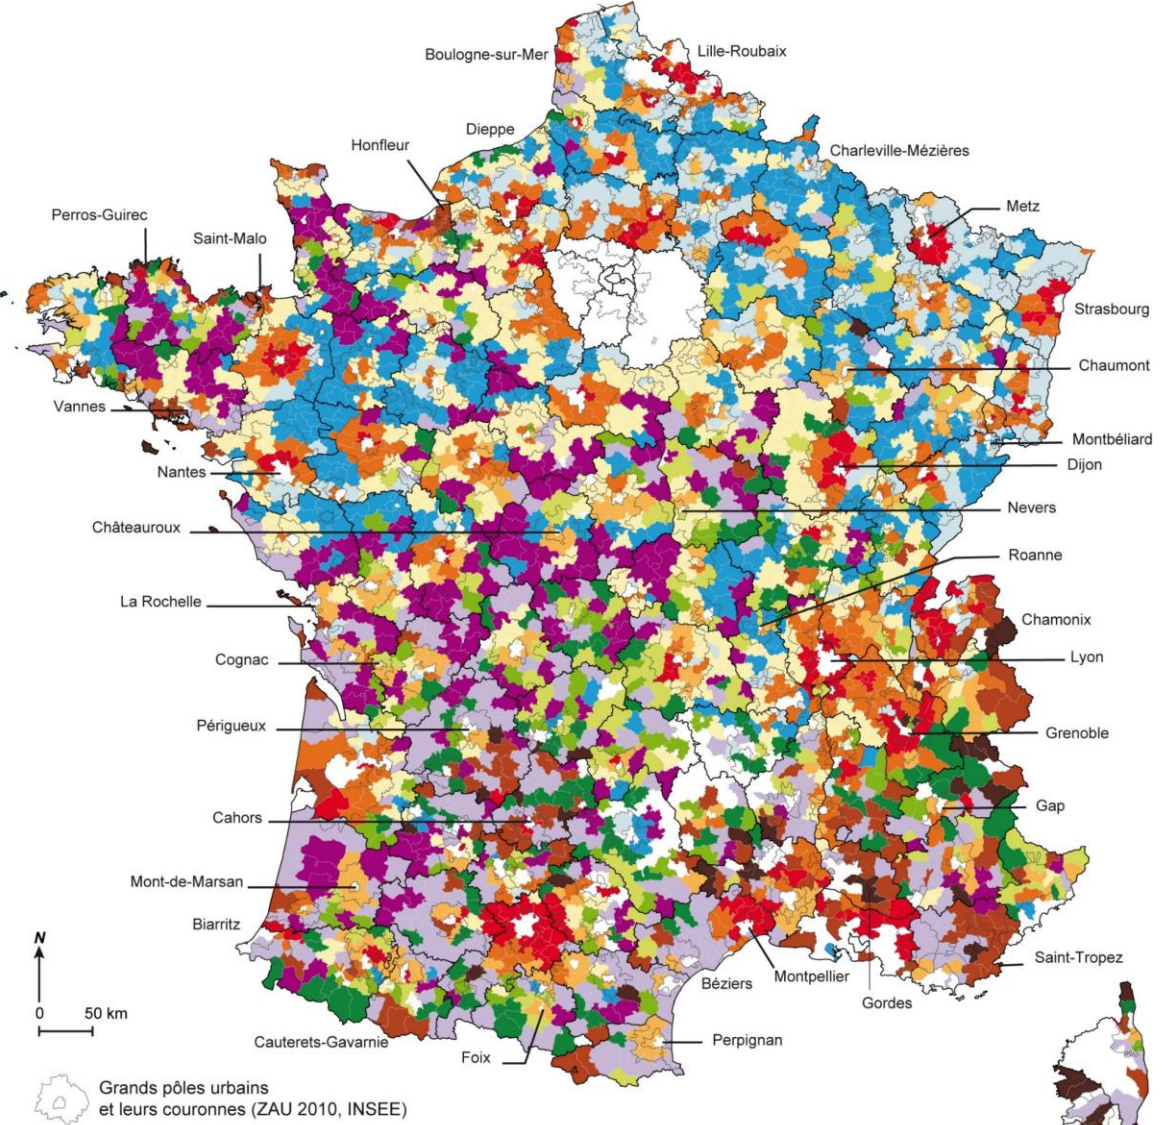 Boulogne-sur-Mer
Lille-Roubaix
Dieppe
Honfleur
Charleville-Mézières
Perros-Guirec
Metz
Saint-Malo
Strasbourg
Chaumont
Vannes
Montbéliard
Dijon
Nantes
Nevers
Châteauroux
Roanne
La Rochelle
Chamonix
Cognac
Lyon
Périgueux
Grenoble
Gap
Cahors
Mont-de-Marsan
Biarritz
N
Saint-Tropez
Montpellier
Béziers
Gordes
0 50 km
Cauterets-Gavarnie
Perpignan
Foix
Grands pôles urbains
et leurs couronnes (ZAU 2010, INSEE)